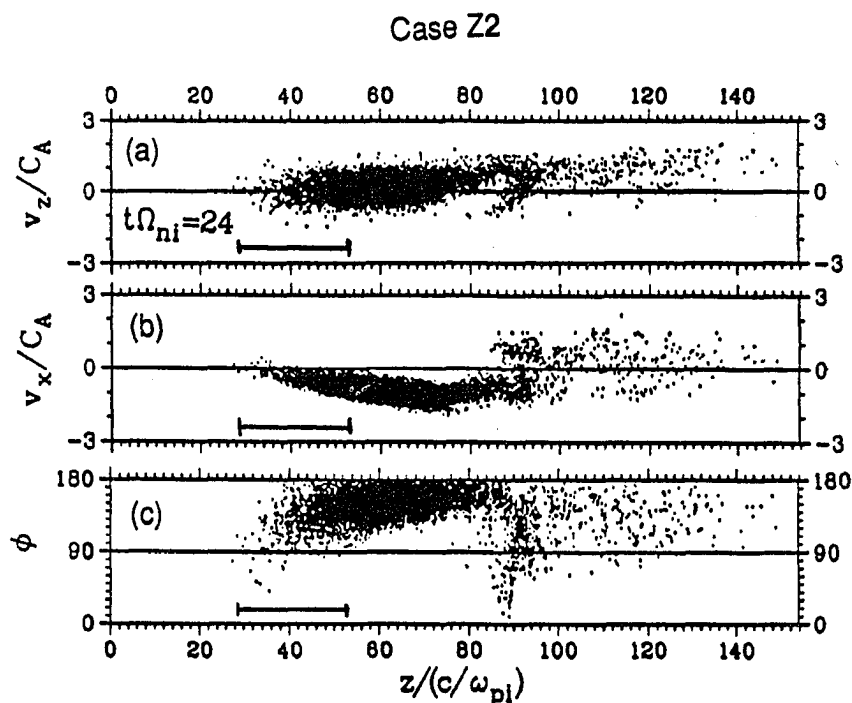 Case Z2
0 20 40 60 80 100 120 140
3 (a) 3
v_z/C_A 0 0
tΩ_ni=24
-3 -3
3 (b) 3
v_x/C_A 0 0
-3 -3
180 (c) 180
φ 90 90
0 0
0 20 40 60 80 100 120 140
z/(c/ω_pi)